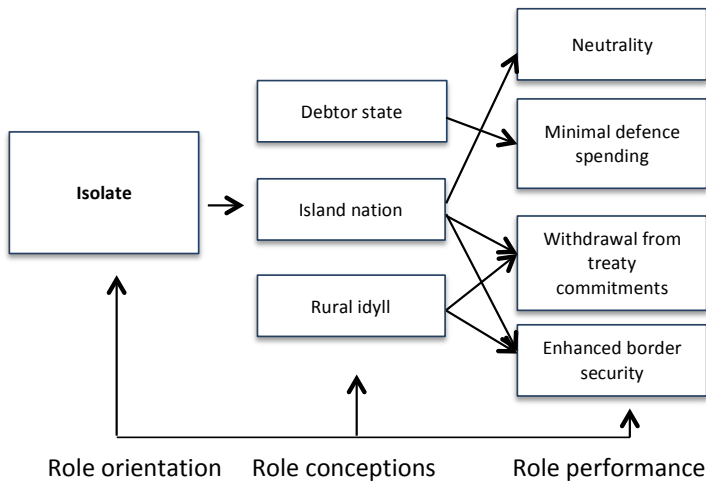 Neutrality
Debtor state
Minimal defence
spending
Isolate
Island nation
Withdrawal from
treaty
commitments
Rural idyll
Enhanced border
security
Role orientation
Role conceptions
Role performance